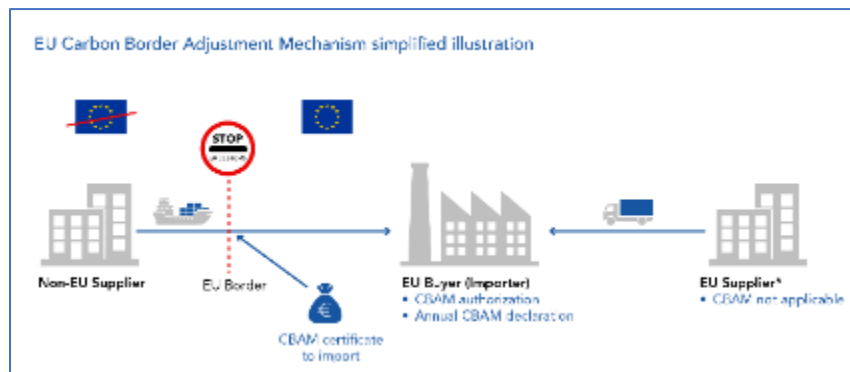 EU Carbon Border Adjustment Mechanism simplified illustration
STOP
Non-EU Supplier
EU Border
EU Buyer (Importer)
• CBAM authorization
• Annual CBAM declaration
EU Supplier*
• CBAM not applicable
€
CBAM certificate
to import